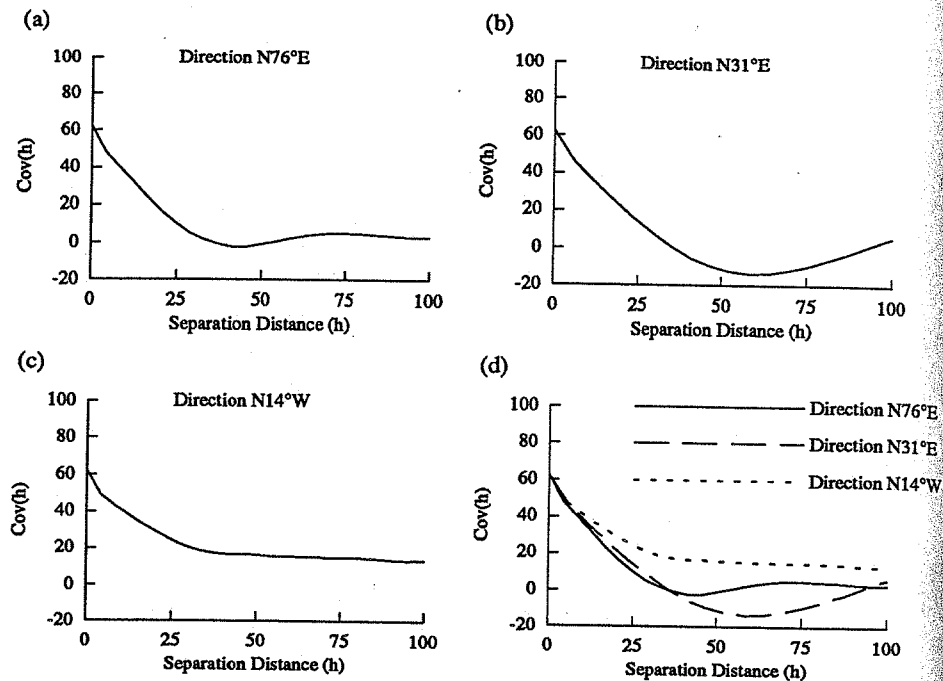 (a)
Direction N76°E
100
80
60
40
20
0
-20
Cov(h)
0 25 50 75 100
Separation Distance (h)
(b)
Direction N31°E
100
80
60
40
20
0
-20
Cov(h)
0 25 50 75 100
Separation Distance (h)
(c)
Direction N14°W
100
80
60
40
20
0
-20
Cov(h)
0 25 50 75 100
Separation Distance (h)
(d)
Direction N76°E
Direction N31°E
Direction N14°W
100
80
60
40
20
0
-20
Cov(h)
0 25 50 75 100
Separation Distance (h)